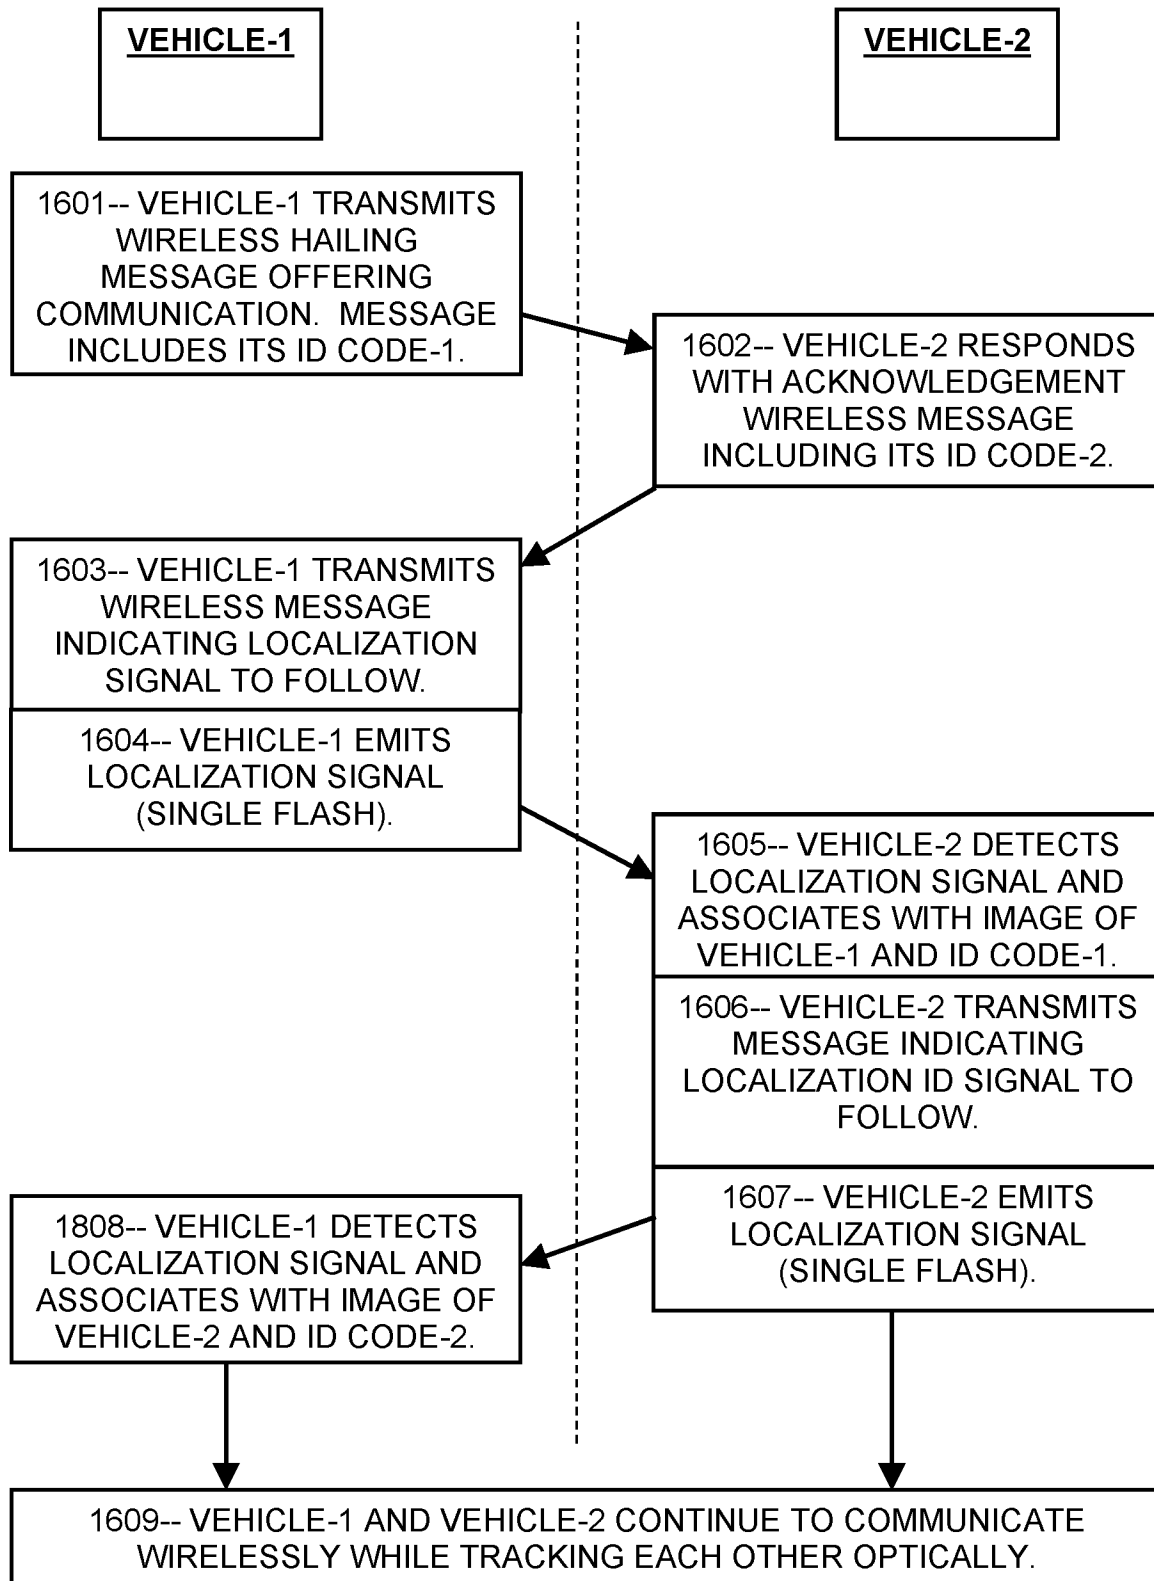 VEHICLE-1
VEHICLE-2
1601-- VEHICLE-1 TRANSMITS
WIRELESS HAILING
MESSAGE OFFERING
COMMUNICATION.  MESSAGE
INCLUDES ITS ID CODE-1.
1602-- VEHICLE-2 RESPONDS
WITH ACKNOWLEDGEMENT
WIRELESS MESSAGE
INCLUDING ITS ID CODE-2.
1603-- VEHICLE-1 TRANSMITS
WIRELESS MESSAGE
INDICATING LOCALIZATION
SIGNAL TO FOLLOW.
1604-- VEHICLE-1 EMITS
LOCALIZATION SIGNAL
(SINGLE FLASH).
1605-- VEHICLE-2 DETECTS
LOCALIZATION SIGNAL AND
ASSOCIATES WITH IMAGE OF
VEHICLE-1 AND ID CODE-1.
1606-- VEHICLE-2 TRANSMITS
MESSAGE INDICATING
LOCALIZATION ID SIGNAL TO
FOLLOW.
1607-- VEHICLE-2 EMITS
LOCALIZATION SIGNAL
(SINGLE FLASH).
1808-- VEHICLE-1 DETECTS
LOCALIZATION SIGNAL AND
ASSOCIATES WITH IMAGE OF
VEHICLE-2 AND ID CODE-2.
1609-- VEHICLE-1 AND VEHICLE-2 CONTINUE TO COMMUNICATE
WIRELESSLY WHILE TRACKING EACH OTHER OPTICALLY.